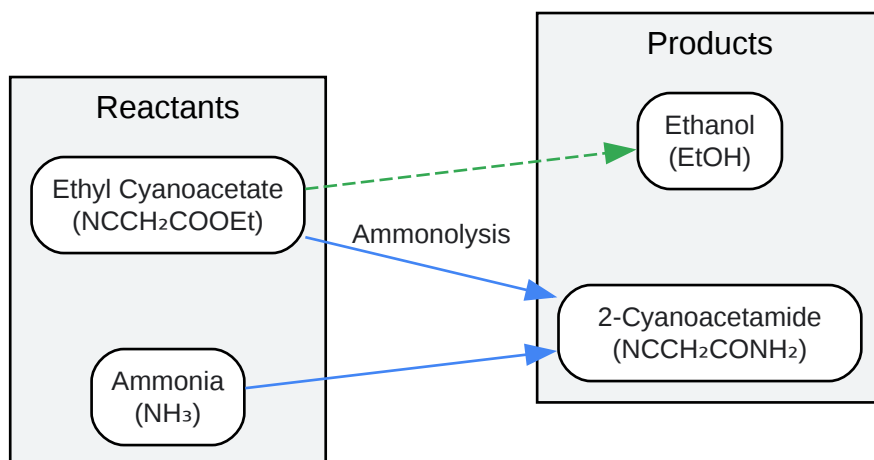 Reactants
Ethyl Cyanoacetate
(NCCH₂COOEt)
Ammonia
(NH₃)
Ammonolysis
Products
Ethanol
(EtOH)
2-Cyanoacetamide
(NCCH₂CONH₂)